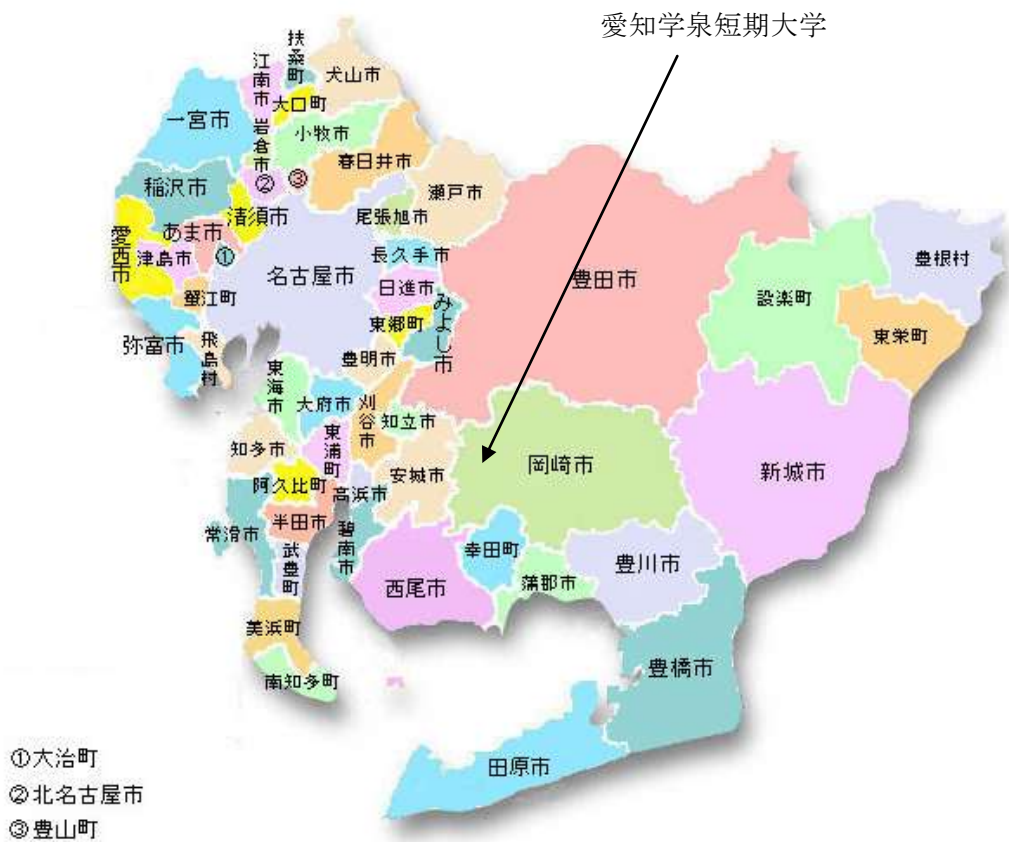 愛知学泉短期大学
扶桑町
江南市
犬山市
大口町
一宮市
岩倉市
小牧市
春日井市
②
③
稲沢市
瀬戸市
清須市
尾張旭市
あま市
愛西市
津島市
①
長久手市
名古屋市
豊田市
豊根村
日進市
みよし市
設楽町
蟹江町
東郷町
東栄町
弥富市
飛島村
豊明市
東海市
大府市
刈谷市
知立市
東浦町
知多市
安城市
岡崎市
新城市
阿久比町
高浜市
半田市
常滑市
碧南市
武豊町
幸田町
豊川市
西尾市
蒲郡市
美浜町
豊橋市
南知多町
田原市
①大治町
②北名古屋市
③豊山町